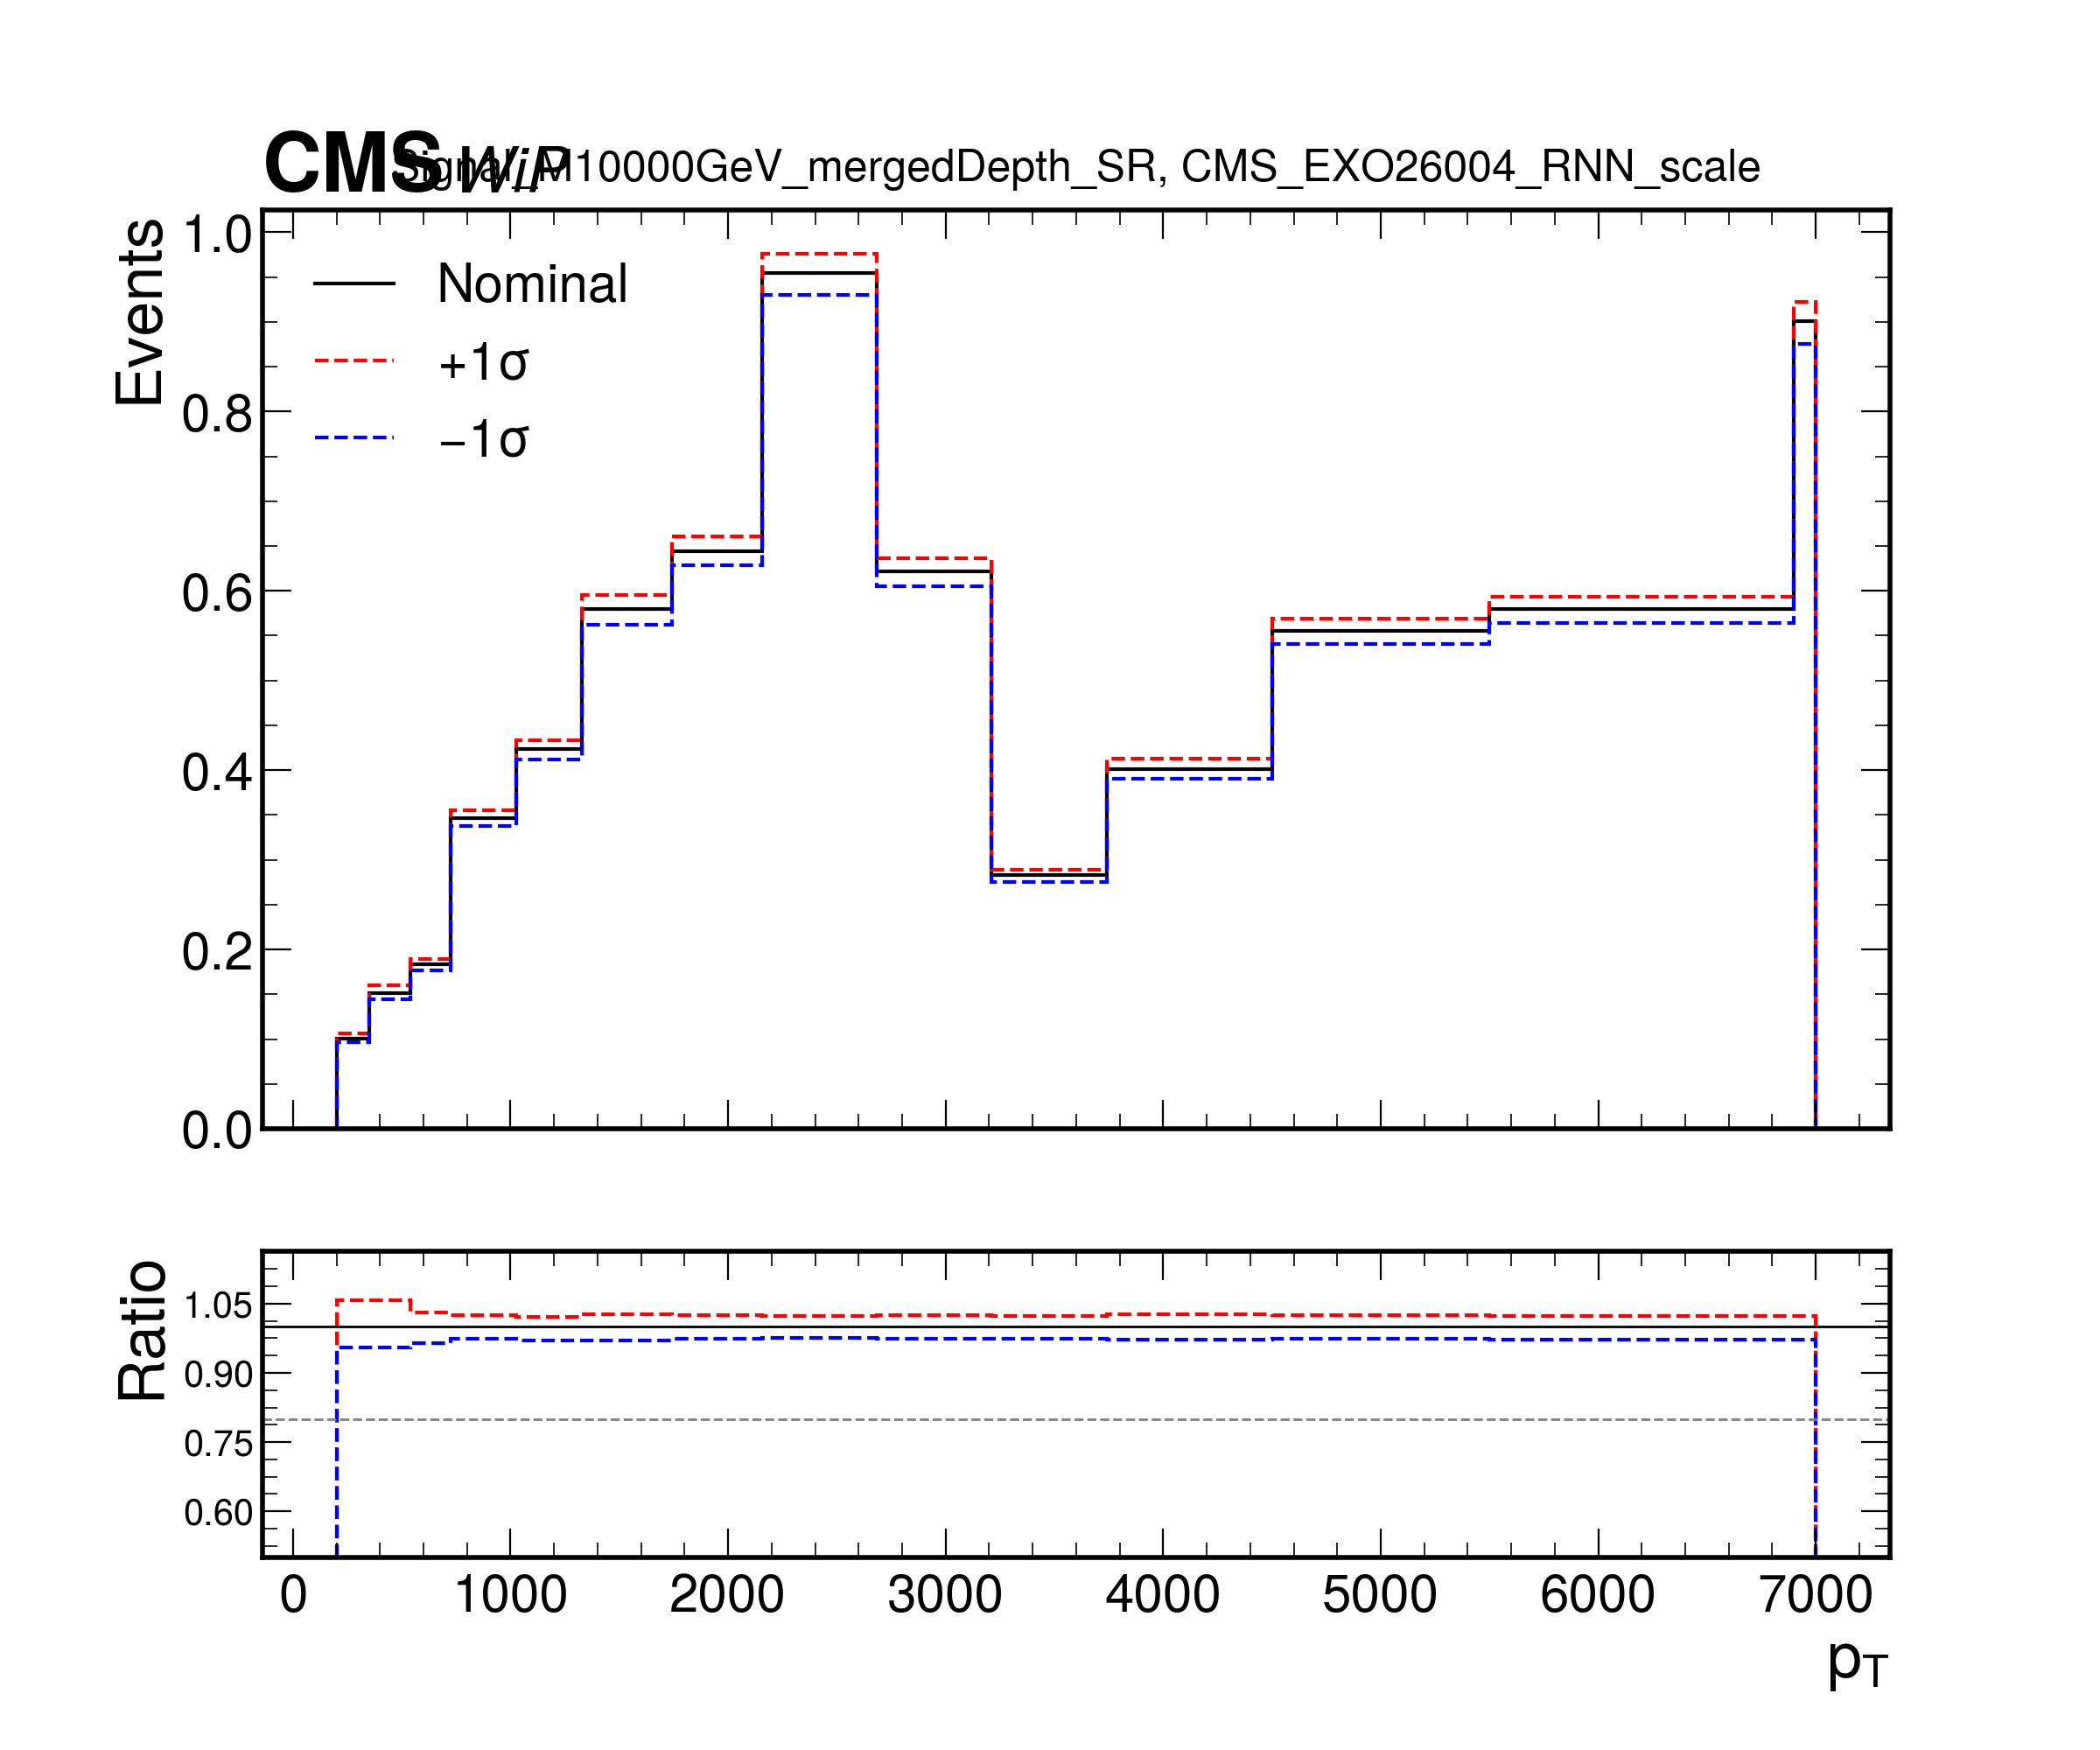 CMS WiP Signal_M10000GeV_mergedDepth_SR, CMS_EXO26004_RNN_scale
Events
1.0
0.8
0.6
0.4
0.2
0.0
Nominal
+1σ
−1σ
Ratio
1.05
0.90
0.75
0.60
0 1000 2000 3000 4000 5000 6000 7000
pT